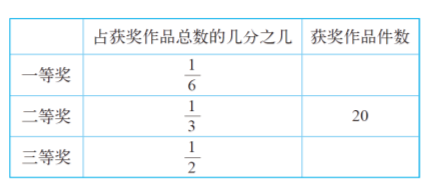 占获奖作品总数的几分之几 获奖作品件数
一等奖 1/6
二等奖 1/3 20
三等奖 1/2